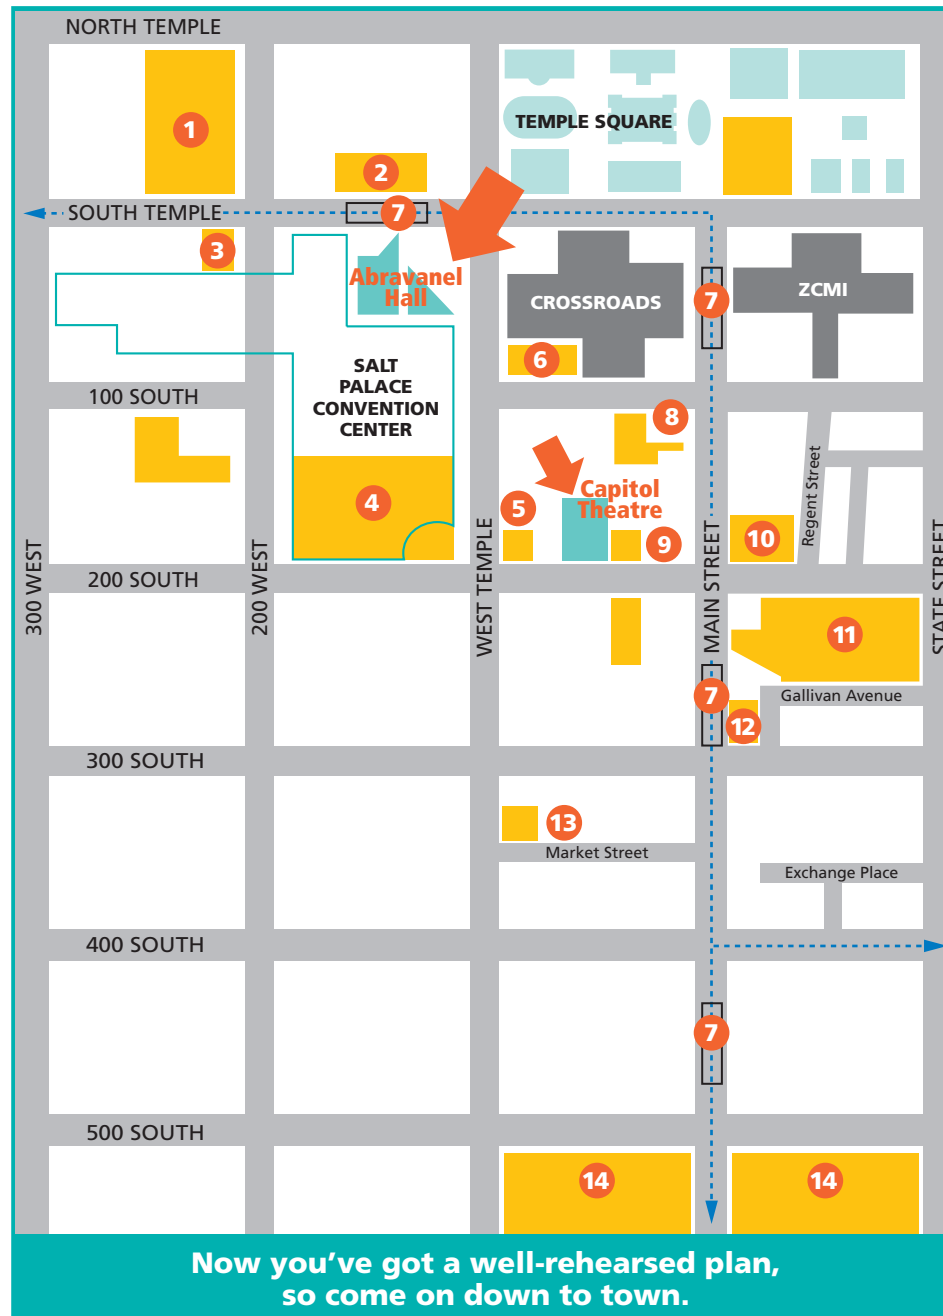 NORTH TEMPLE
1
2
TEMPLE SQUARE
SOUTH TEMPLE
7
3
Abravanel
Hall
CROSSROADS
7
ZCMI
6
SALT
PALACE
CONVENTION
CENTER
100 SOUTH
8
4
5
Capitol
Theatre
9
10
Regent Street
300 WEST
200 WEST
WEST TEMPLE
MAIN STREET
STATE STREET
200 SOUTH
11
7
Gallivan Avenue
12
300 SOUTH
13
Market Street
Exchange Place
400 SOUTH
7
500 SOUTH
14
14
Now you’ve got a well-rehearsed plan,
so come on down to town.